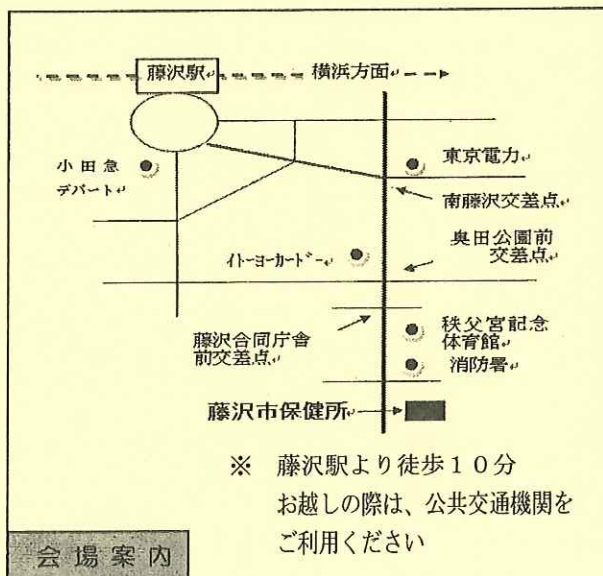 藤沢駅
横浜方面
小田急
デパート
東京電力
南藤沢交差点
奥田公園前
交差点
イトーヨーカドー
藤沢合同庁舎
前交差点
秩父宮記念
体育館
消防署
藤沢市保健所
※ 藤沢駅より徒歩10分
お越しの際は、公共交通機関を
ご利用ください
会場案内